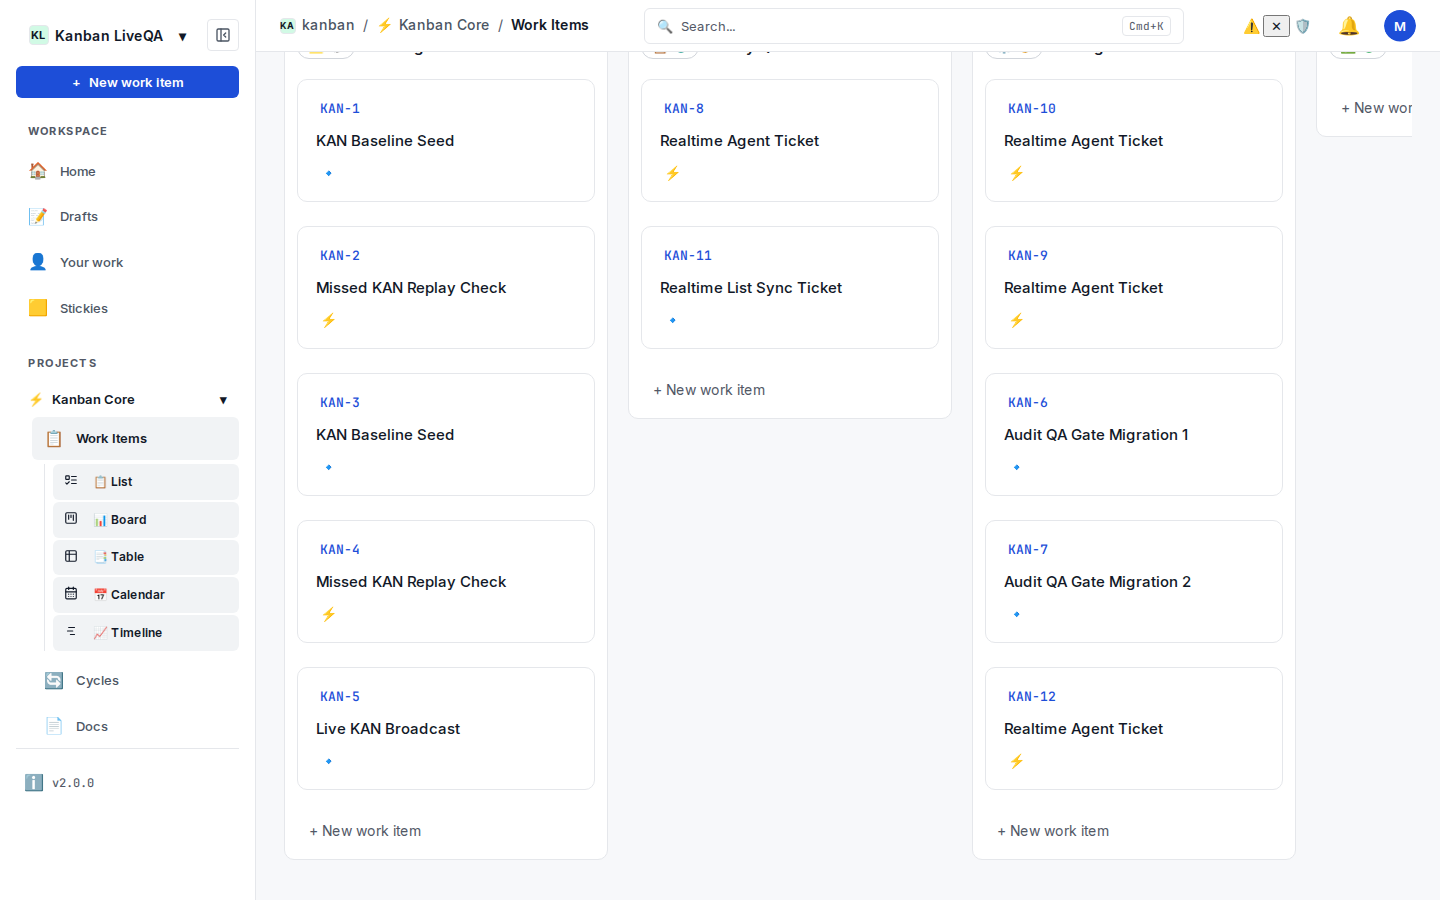 KL Kanban LiveQA ▼
+ New work item
WORKSPACE
🏠 Home
📝 Drafts
👤 Your work
🟨 Stickies
PROJECTS
⚡ Kanban Core ▼
📋 Work Items
📋 List
📊 Board
📑 Table
📅 Calendar
📈 Timeline
🔄 Cycles
📄 Docs
ℹ️ v2.0.0
KA kanban / ⚡ Kanban Core / Work Items
🔍 Search... Cmd+K
⚠️ ✕ 🛡️ 🔔 M
KAN-1
KAN Baseline Seed
KAN-2
Missed KAN Replay Check
⚡
KAN-3
KAN Baseline Seed
KAN-4
Missed KAN Replay Check
⚡
KAN-5
Live KAN Broadcast
+ New work item
KAN-8
Realtime Agent Ticket
⚡
KAN-11
Realtime List Sync Ticket
+ New work item
KAN-10
Realtime Agent Ticket
⚡
KAN-9
Realtime Agent Ticket
⚡
KAN-6
Audit QA Gate Migration 1
KAN-7
Audit QA Gate Migration 2
KAN-12
Realtime Agent Ticket
⚡
+ New work item
+ New wor